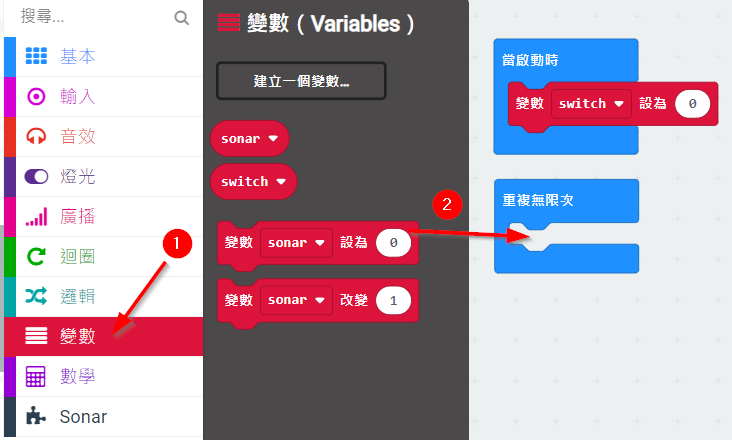 搜尋...
基本
輸入
音效
燈光
廣播
迴圈
邏輯
變數
數學
Sonar
1
變數 ( Variables )
建立一個變數...
sonar
switch
變數 sonar 設為 0
變數 sonar 改變 1
2
當啟動時
變數 switch 設為 0
重複無限次